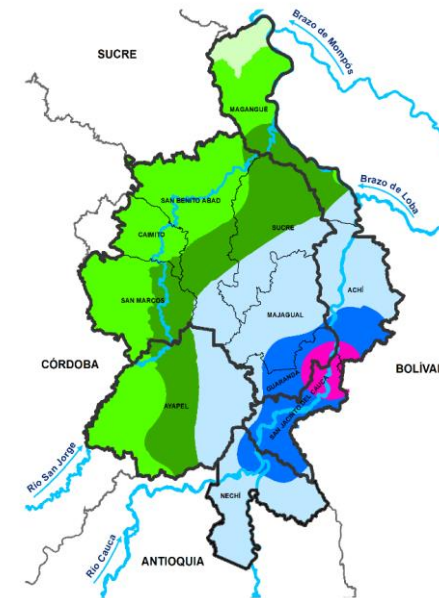 SUCRE
Brazo de Mompós
MAGANGUÉ
Brazo de Loba
SAN BENITO ABAD
SUCRE
CAIMITO
ACHÍ
SAN MARCOS
MAJAGUAL
CÓRDOBA
BOLÍVAR
GUARANDA
SAN JACINTO DEL CAUCA
AYAPEL
Río San Jorge
NECHÍ
Río Cauca
ANTIOQUIA